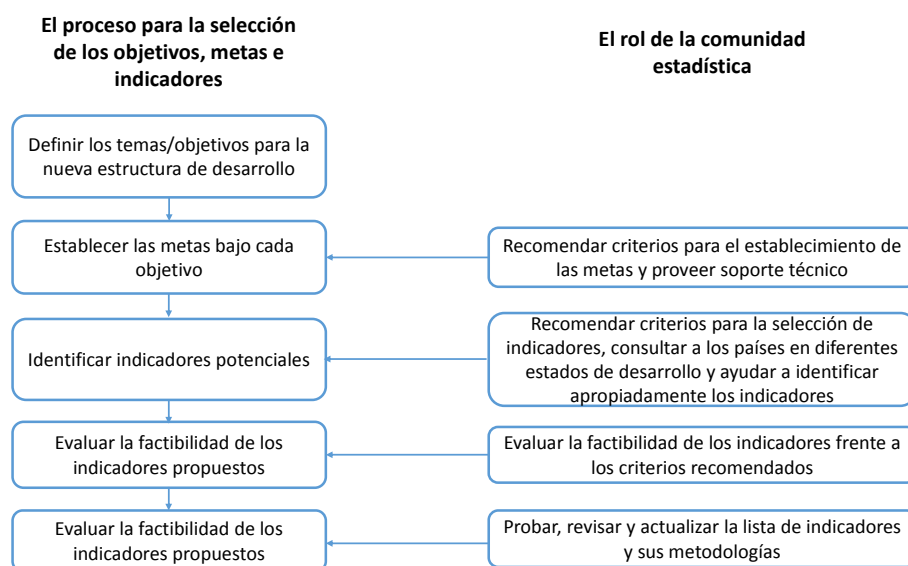 El proceso para la selección
de los objetivos, metas e
indicadores
El rol de la comunidad
estadística
Definir los temas/objetivos para la
nueva estructura de desarrollo
Establecer las metas bajo cada
objetivo
Recomendar criterios para el establecimiento de
las metas y proveer soporte técnico
Identificar indicadores potenciales
Recomendar criterios para la selección de
indicadores, consultar a los países en diferentes
estados de desarrollo y ayudar a identificar
apropiadamente los indicadores
Evaluar la factibilidad de los
indicadores propuestos
Evaluar la factibilidad de los indicadores frente a
los criterios recomendados
Evaluar la factibilidad de los
indicadores propuestos
Probar, revisar y actualizar la lista de indicadores
y sus metodologías